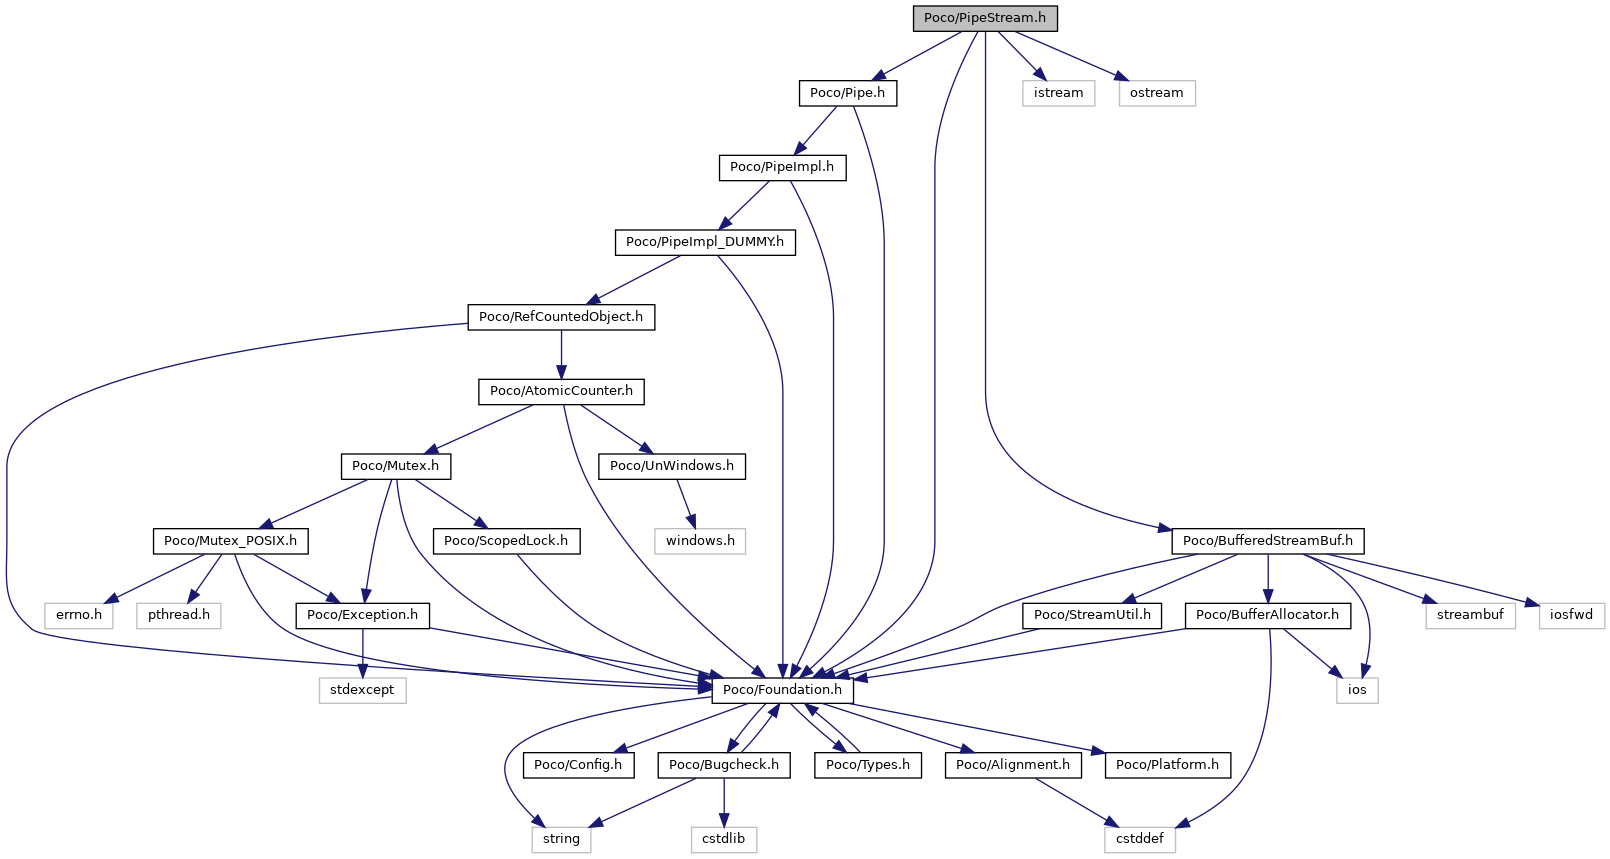 Poco/PipeStream.h
Poco/Pipe.h
istream
ostream
Poco/PipeImpl.h
Poco/PipeImpl_DUMMY.h
Poco/RefCountedObject.h
Poco/AtomicCounter.h
Poco/Mutex.h
Poco/UnWindows.h
Poco/Mutex_POSIX.h
Poco/ScopedLock.h
windows.h
Poco/BufferedStreamBuf.h
errno.h
pthread.h
Poco/Exception.h
Poco/StreamUtil.h
Poco/BufferAllocator.h
streambuf
iosfwd
stdexcept
Poco/Foundation.h
ios
Poco/Config.h
Poco/Bugcheck.h
Poco/Types.h
Poco/Alignment.h
Poco/Platform.h
string
cstdlib
cstddef